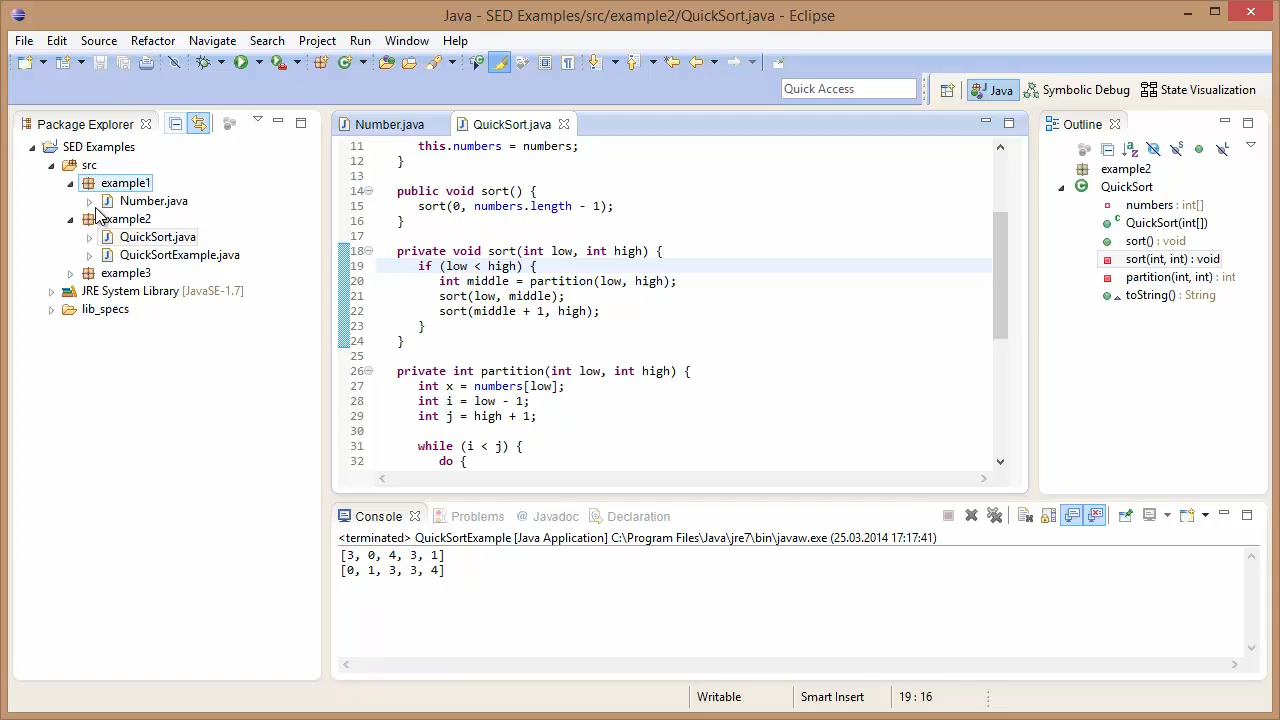 Java - SED Examples/src/example2/QuickSort.java - Eclipse
File Edit Source Refactor Navigate Search Project Run Window Help
Quick Access
Java
Symbolic Debug
State Visualization
Package Explorer
SED Examples
src
example1
Number.java
example2
QuickSort.java
QuickSortExample.java
example3
JRE System Library [JavaSE-1.7]
lib_specs
Number.java
QuickSort.java
11 this.numbers = numbers;
12 }
13
14 public void sort() {
15 sort(0, numbers.length - 1);
16 }
17
18 private void sort(int low, int high) {
19 if (low < high) {
20 int middle = partition(low, high);
21 sort(low, middle);
22 sort(middle + 1, high);
23 }
24 }
25
26 private int partition(int low, int high) {
27 int x = numbers[low];
28 int i = low - 1;
29 int j = high + 1;
30
31 while (i < j) {
32 do {
Outline
example2
QuickSort
numbers : int[]
QuickSort(int[])
sort() : void
sort(int, int) : void
partition(int, int) : int
toString() : String
Console
Problems
@ Javadoc
Declaration
<terminated> QuickSortExample [Java Application] C:\Program Files\Java\jre7\bin\javaw.exe (25.03.2014 17:17:41)
[3, 0, 4, 3, 1]
[0, 1, 3, 3, 4]
Writable
Smart Insert
19 : 16